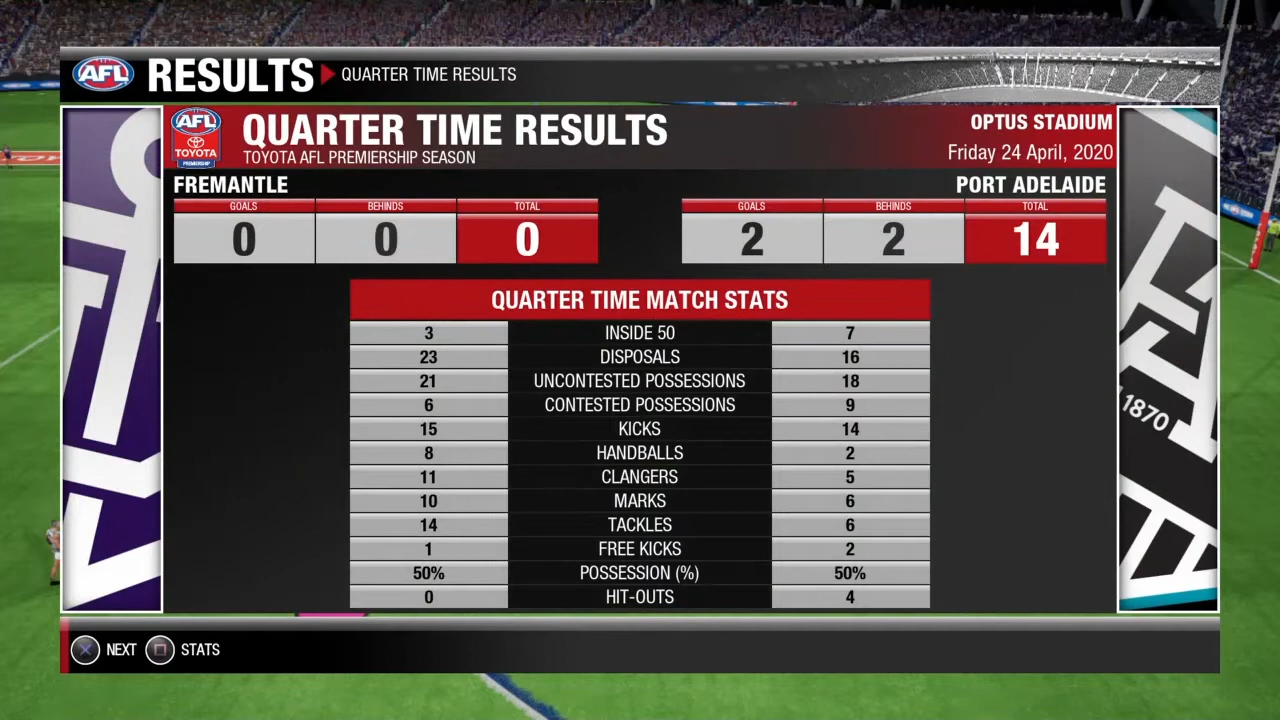 AFL RESULTS QUARTER TIME RESULTS
AFL
TOYOTA
PREMIERSHIP
QUARTER TIME RESULTS
TOYOTA AFL PREMIERSHIP SEASON
OPTUS STADIUM
Friday 24 April, 2020
FREMANTLE PORT ADELAIDE
GOALS BEHINDS TOTAL GOALS BEHINDS TOTAL
0 0 0 2 2 14
QUARTER TIME MATCH STATS
3 INSIDE 50 7
23 DISPOSALS 16
21 UNCONTESTED POSSESSIONS 18
6 CONTESTED POSSESSIONS 9
15 KICKS 14
8 HANDBALLS 2
11 CLANGERS 5
10 MARKS 6
14 TACKLES 6
1 FREE KICKS 2
50% POSSESSION (%) 50%
0 HIT-OUTS 4
1870
NEXT STATS